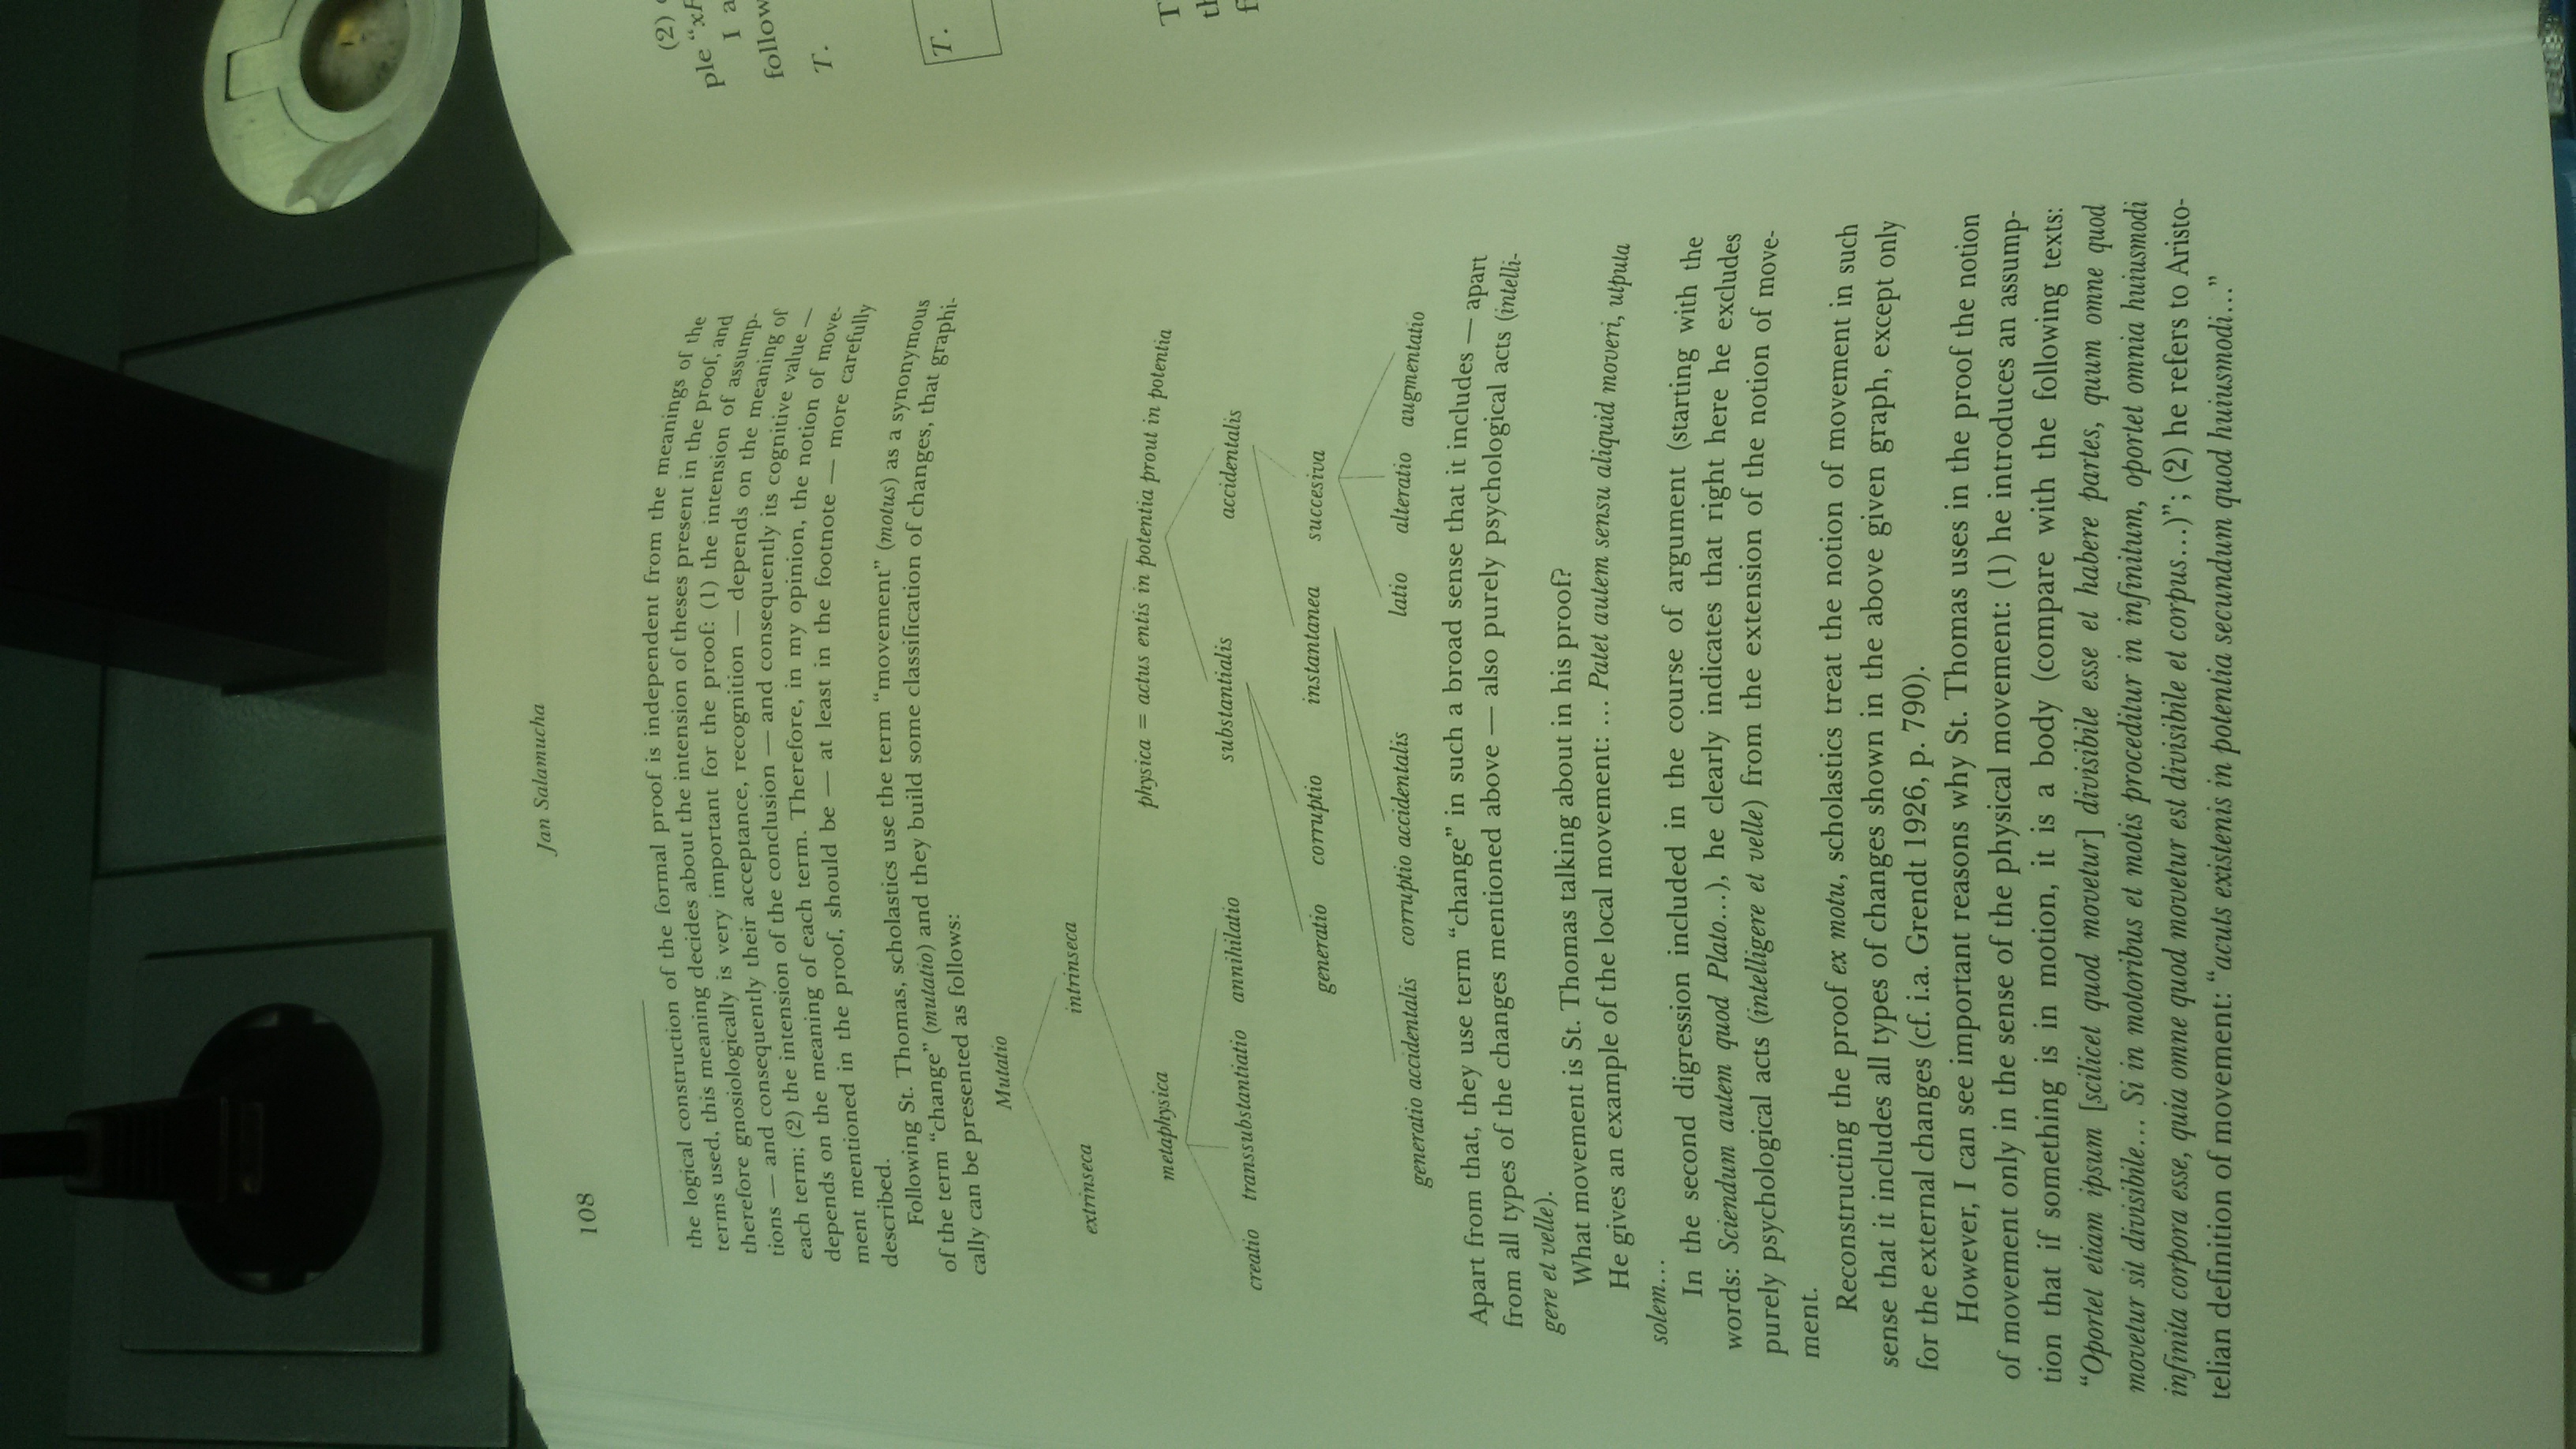 108
Jan Salamucha
the logical construction of the formal proof is independent from the meanings of the
terms used, this meaning decides about the intension of theses present in the proof, and
therefore gnosiologically is very important for the proof: (1) the intension of assump-
tions — and consequently their acceptance, recognition — depends on the meaning of
each term; (2) the intension of the conclusion — and consequently its cognitive value —
depends on the meaning of each term. Therefore, in my opinion, the notion of move-
ment mentioned in the proof, should be — at least in the footnote — more carefully
described.
Following St. Thomas, scholastics use the term “movement” (motus) as a synonymous
of the term “change” (mutatio) and they build some classification of changes, that graphi-
cally can be presented as follows:
Mutatio
extrinseca intrinseca
metaphysica physica = actus entis in potentia prout in potentia
creatio transsubstantiatio annihilatio substantialis accidentalis
generatio corruptio instantanea succesiva
generatio accidentalis corruptio accidentalis latio alteratio augmentatio
Apart from that, they use term “change” in such a broad sense that it includes — apart
from all types of the changes mentioned above — also purely psychological acts (intelli-
gere et velle).
What movement is St. Thomas talking about in his proof?
He gives an example of the local movement: … Patet autem sensu aliquid moveri, utputa
solem…
In the second digression included in the course of argument (starting with the
words: Sciendum autem quod Plato…), he clearly indicates that right here he excludes
purely psychological acts (intelligere et velle) from the extension of the notion of move-
ment.
Reconstructing the proof ex motu, scholastics treat the notion of movement in such
sense that it includes all types of changes shown in the above given graph, except only
for the external changes (cf. i.a. Grendt 1926, p. 790).
However, I can see important reasons why St. Thomas uses in the proof the notion
of movement only in the sense of the physical movement: (1) he introduces an assump-
tion that if something is in motion, it is a body (compare with the following texts:
“Oportet etiam ipsum [scilicet quod movetur] divisibile esse et habere partes, quum omne quod
movetur sit divisibile… Si in motoribus et motis proceditur in infinitum, oportet omnia huiusmodi
infinita corpora esse, quia omne quod movetur est divisibile et corpus…)”; (2) he refers to Aristo-
telian definition of movement: “acuts existenis in potentia secundum quod huiusmodi…”
(2)
ple “xF
I a
follow
T.
T.
T
th
f